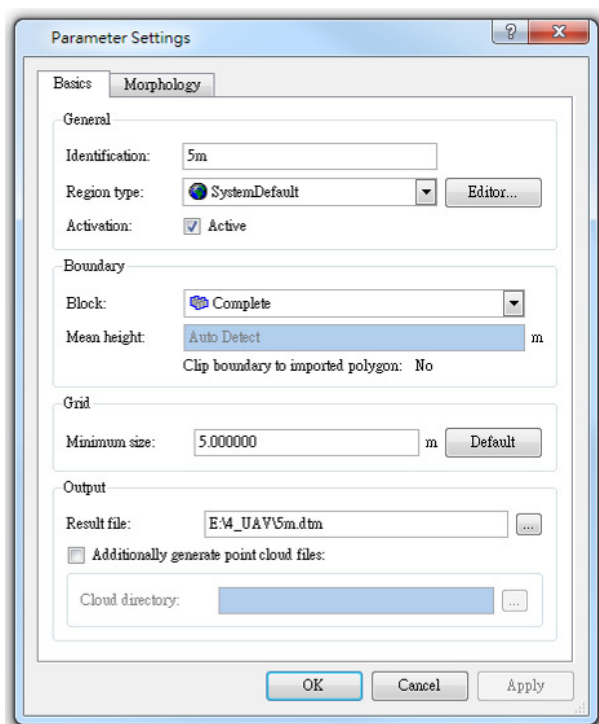 Parameter Settings
Basics Morphology
General
Identification: 5m
Region type: SystemDefault Editor...
Activation: Active
Boundary
Block: Complete
Mean height: Auto Detect m
Clip boundary to imported polygon: No
Grid
Minimum size: 5.000000 m Default
Output
Result file: E:\4_UAV\5m.dtm ...
Additionally generate point cloud files:
Cloud directory: ...
OK Cancel Apply